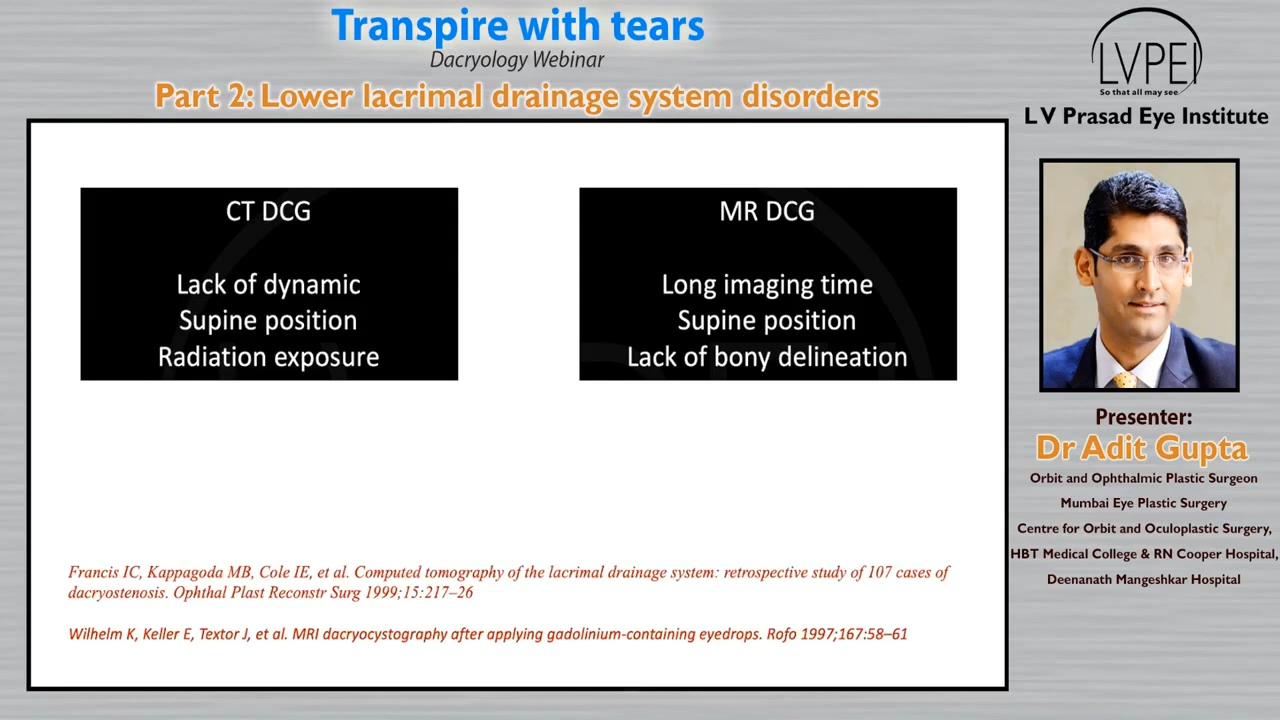 Transpire with tears
Dacryology Webinar
Part 2: Lower lacrimal drainage system disorders
LVPEI
So that all may see
L V Prasad Eye Institute
CT DCG
Lack of dynamic
Supine position
Radiation exposure
MR DCG
Long imaging time
Supine position
Lack of bony delineation
Francis IC, Kappagoda MB, Cole IE, et al. Computed tomography of the lacrimal drainage system: retrospective study of 107 cases of
dacryostenosis. Ophthal Plast Reconstr Surg 1999;15:217–26
Wilhelm K, Keller E, Textor J, et al. MRI dacryocystography after applying gadolinium-containing eyedrops. Rofo 1997;167:58–61
Presenter:
Dr Adit Gupta
Orbit and Ophthalmic Plastic Surgeon
Mumbai Eye Plastic Surgery
Centre for Orbit and Oculoplastic Surgery,
HBT Medical College & RN Cooper Hospital,
Deenanath Mangeshkar Hospital